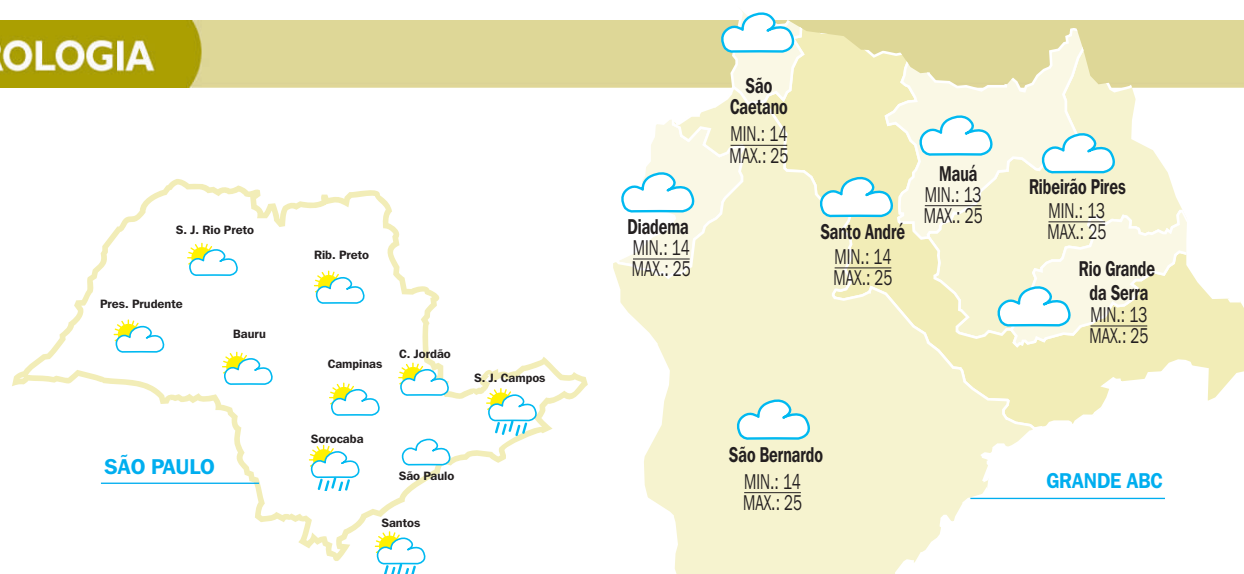 OLOGIA
S. J. Rio Preto
Rib. Preto
Pres. Prudente
Bauru
Campinas
C. Jordão
S. J. Campos
Sorocaba
São Paulo
Santos
SÃO PAULO
São
Caetano
MIN.: 14
MAX.: 25
Diadema
MIN.: 14
MAX.: 25
Santo André
MIN.: 14
MAX.: 25
Mauá
MIN.: 13
MAX.: 25
Ribeirão Pires
MIN.: 13
MAX.: 25
Rio Grande
da Serra
MIN.: 13
MAX.: 25
São Bernardo
MIN.: 14
MAX.: 25
GRANDE ABC